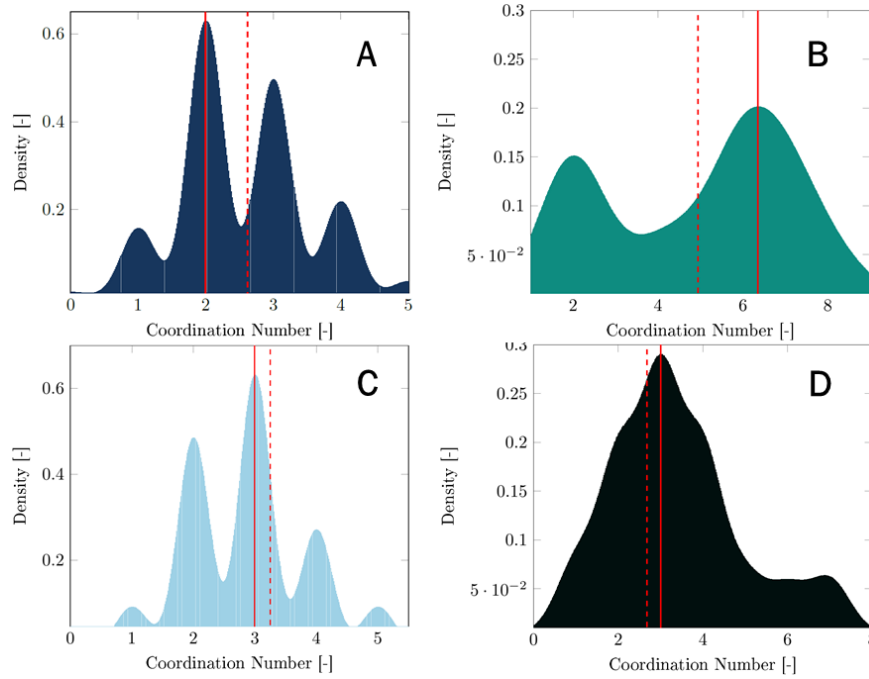 A
0.6
0.4
0.2
Density [-]
0 1 2 3 4 5
Coordination Number [-]
B
0.3
0.25
0.2
0.15
0.1
5 · 10⁻²
Density [-]
2 4 6 8
Coordination Number [-]
C
0.6
0.4
0.2
Density [-]
0 1 2 3 4 5
Coordination Number [-]
D
0.3
0.25
0.2
0.15
0.1
5 · 10⁻²
Density [-]
0 2 4 6 8
Coordination Number [-]